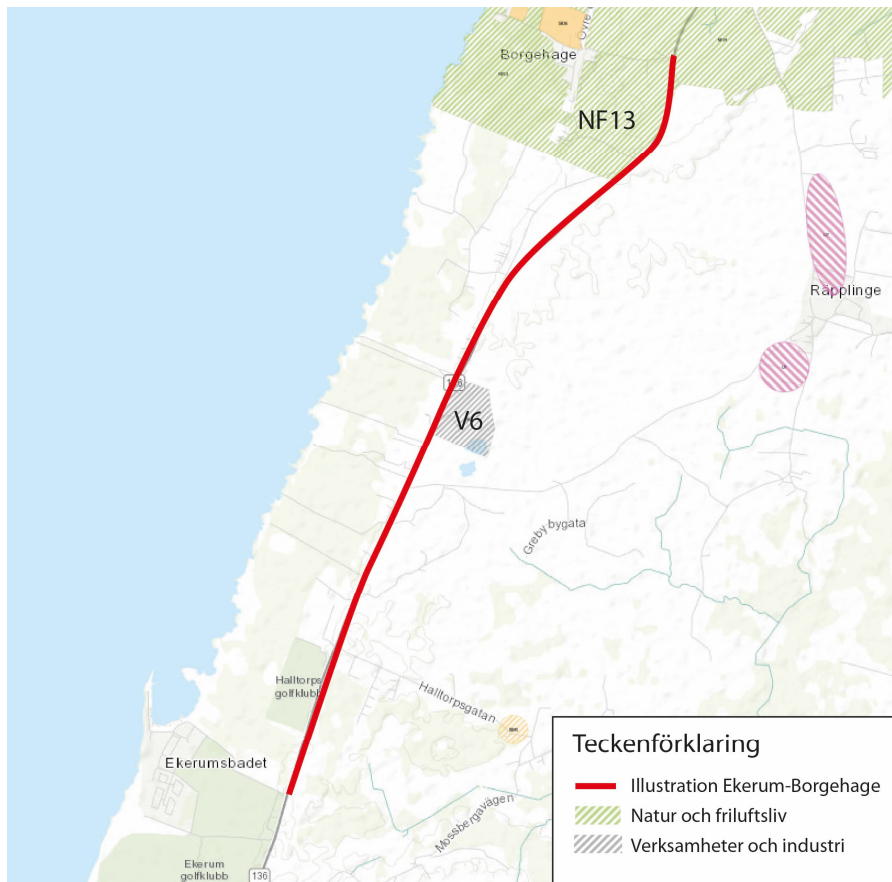 Borgehage
NF13
Räpplinge
V6
Greby bygata
Halltorps
golfklubb
Halltorpsgatan
Ekerumsbadet
Mossbergavägen
Ekerum
golfklubb
136
Teckenförklaring
Illustration Ekerum-Borgehage
Natur och friluftsliv
Verksamheter och industri